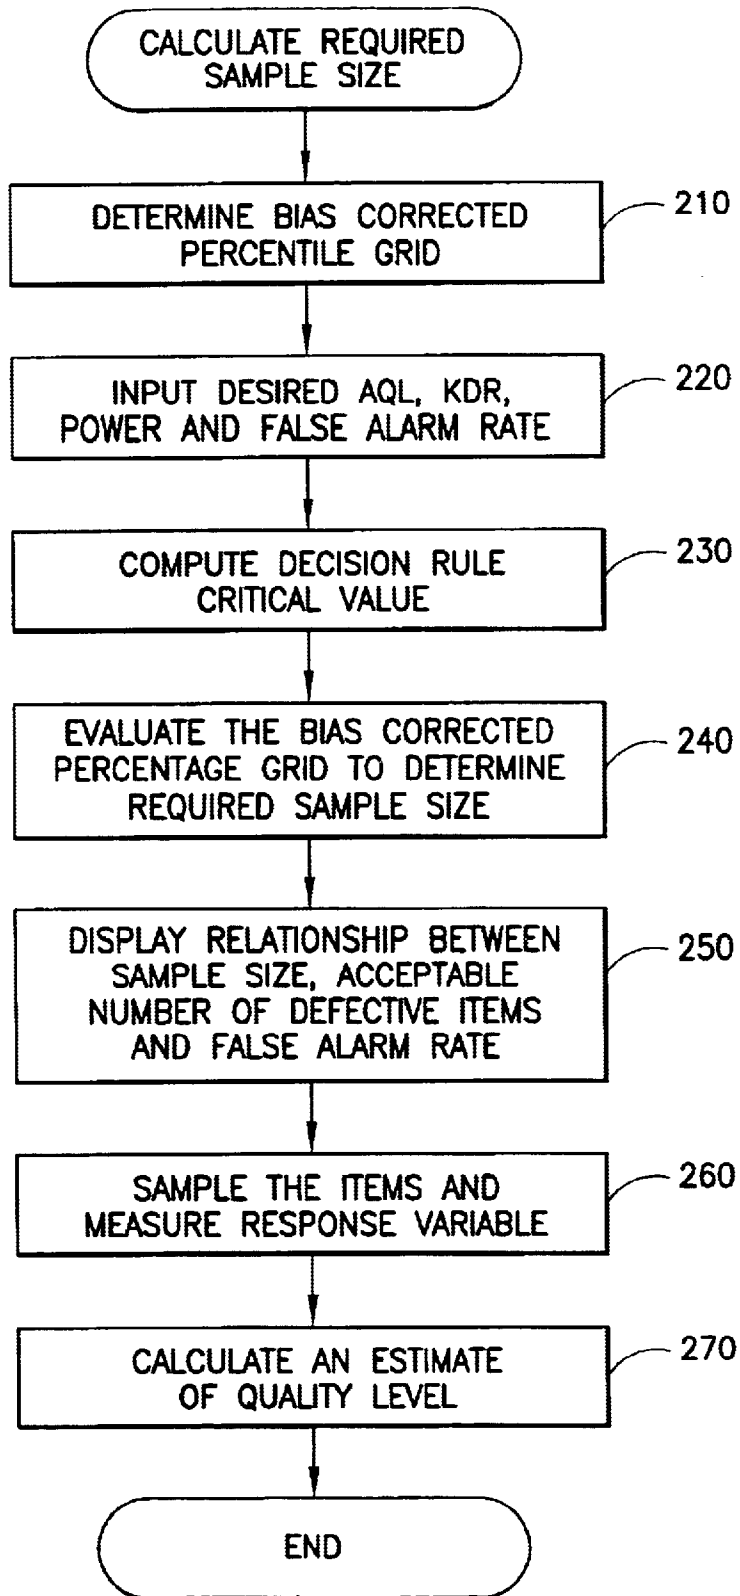 CALCULATE REQUIRED
SAMPLE SIZE
DETERMINE BIAS CORRECTED
PERCENTILE GRID
210
INPUT DESIRED AQL, KDR,
POWER AND FALSE ALARM RATE
220
COMPUTE DECISION RULE
CRITICAL VALUE
230
EVALUATE THE BIAS CORRECTED
PERCENTAGE GRID TO DETERMINE
REQUIRED SAMPLE SIZE
240
DISPLAY RELATIONSHIP BETWEEN
SAMPLE SIZE, ACCEPTABLE
NUMBER OF DEFECTIVE ITEMS
AND FALSE ALARM RATE
250
SAMPLE THE ITEMS AND
MEASURE RESPONSE VARIABLE
260
CALCULATE AN ESTIMATE
OF QUALITY LEVEL
270
END